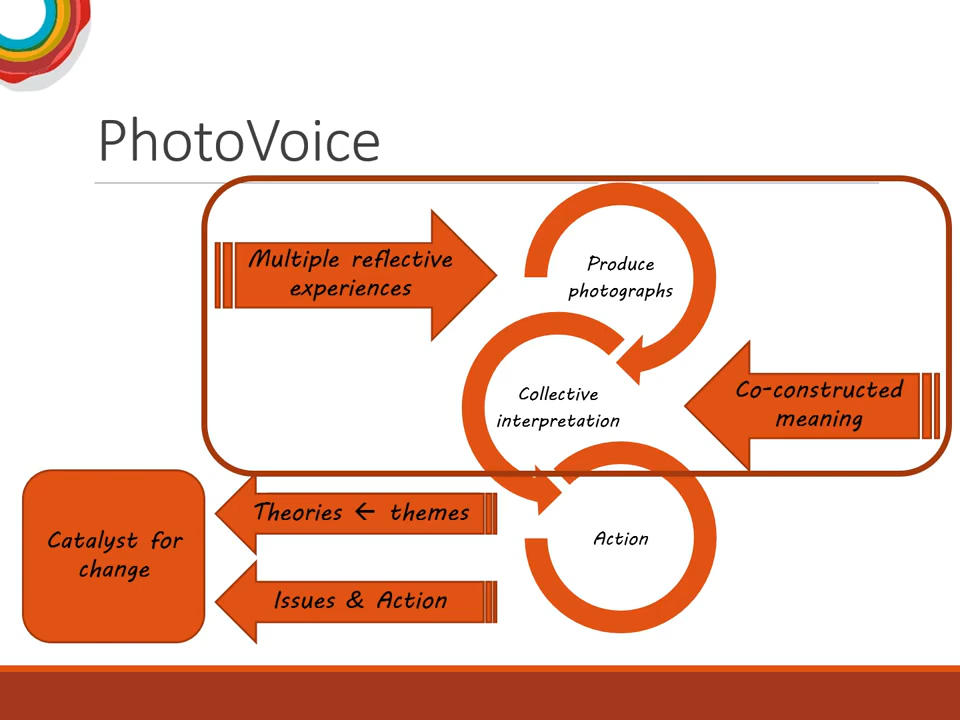 PhotoVoice
Multiple reflective
experiences
Produce
photographs
Collective
interpretation
Co-constructed
meaning
Theories ← themes
Action
Catalyst for
change
Issues & Action